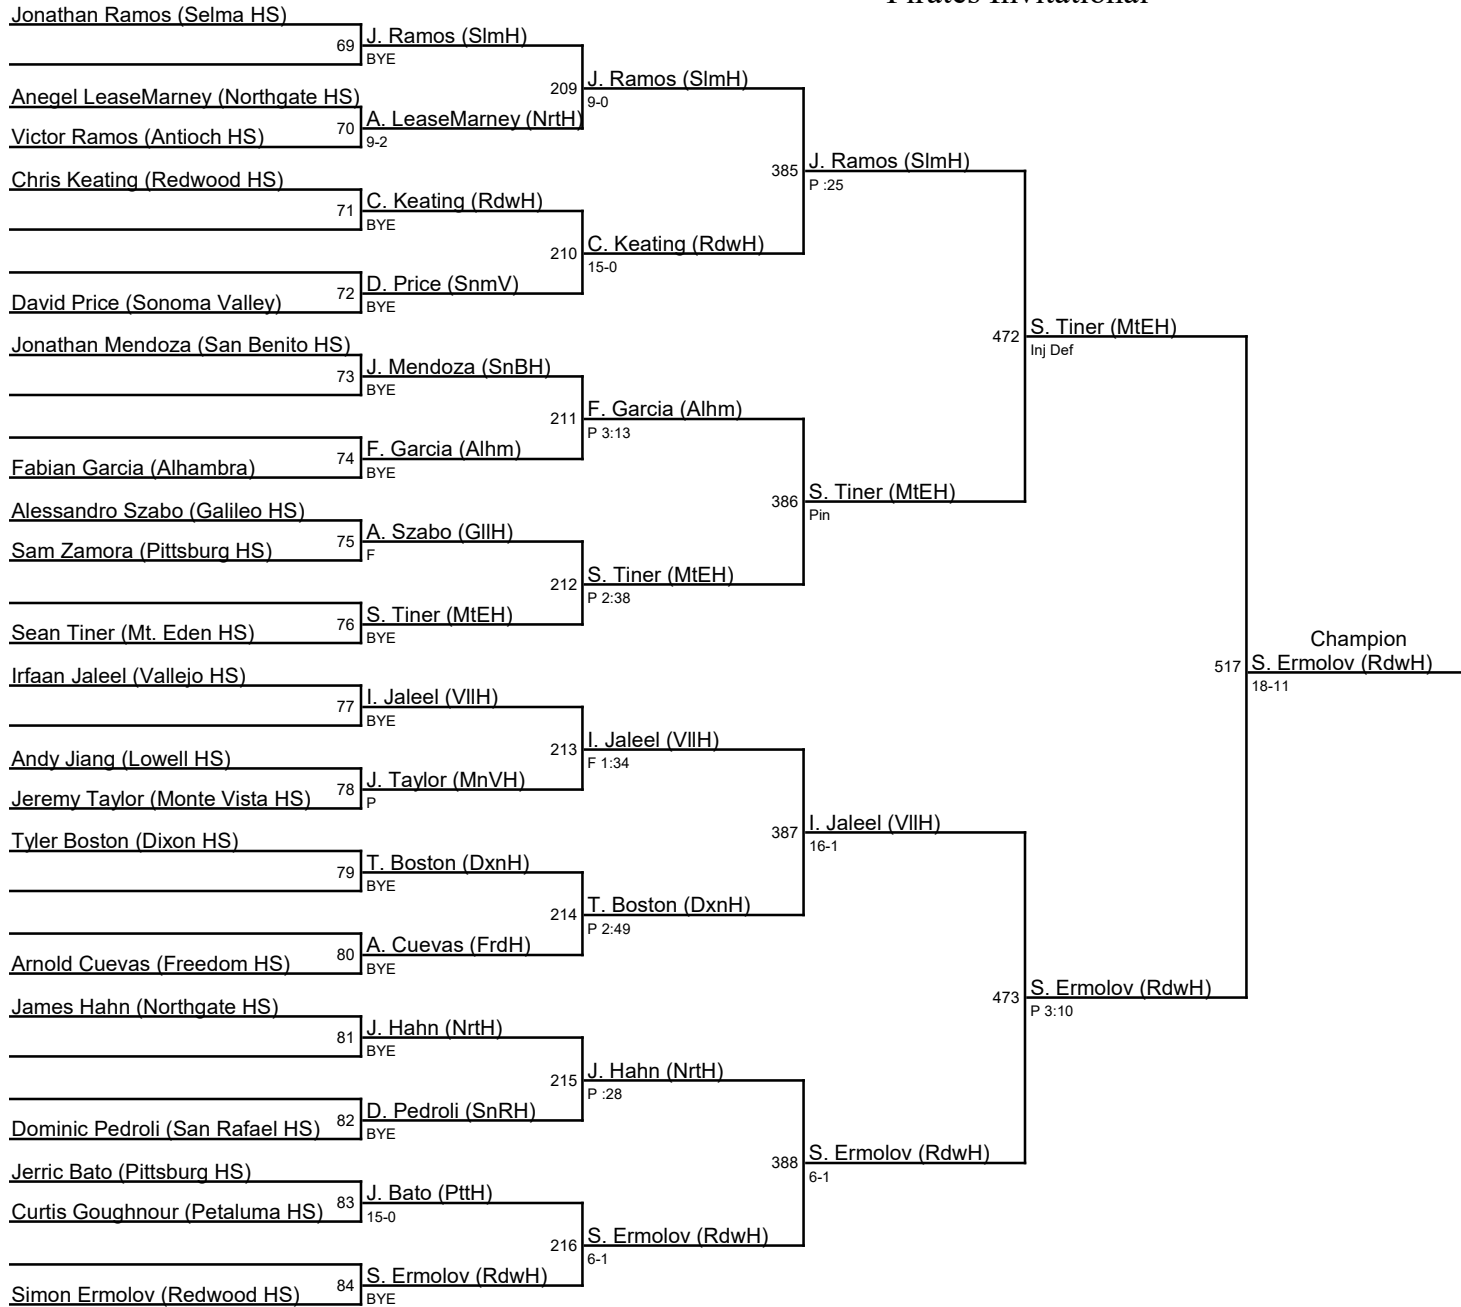 Pirates Invitational
Jonathan Ramos (Selma HS)
69
J. Ramos (SlmH)
BYE
Anegel LeaseMarney (Northgate HS)
Victor Ramos (Antioch HS)
70
A. LeaseMarney (NrtH)
9-2
209
J. Ramos (SlmH)
9-0
Chris Keating (Redwood HS)
71
C. Keating (RdwH)
BYE
David Price (Sonoma Valley)
72
D. Price (SnmV)
BYE
210
C. Keating (RdwH)
15-0
385
J. Ramos (SlmH)
P :25
Jonathan Mendoza (San Benito HS)
73
J. Mendoza (SnBH)
BYE
Fabian Garcia (Alhambra)
74
F. Garcia (Alhm)
BYE
211
F. Garcia (Alhm)
P 3:13
Alessandro Szabo (Galileo HS)
Sam Zamora (Pittsburg HS)
75
A. Szabo (GllH)
F
Sean Tiner (Mt. Eden HS)
76
S. Tiner (MtEH)
BYE
212
S. Tiner (MtEH)
P 2:38
386
S. Tiner (MtEH)
Pin
472
S. Tiner (MtEH)
Inj Def
Irfaan Jaleel (Vallejo HS)
77
I. Jaleel (VllH)
BYE
Andy Jiang (Lowell HS)
Jeremy Taylor (Monte Vista HS)
78
J. Taylor (MnVH)
P
213
I. Jaleel (VllH)
F 1:34
Tyler Boston (Dixon HS)
79
T. Boston (DxnH)
BYE
Arnold Cuevas (Freedom HS)
80
A. Cuevas (FrdH)
BYE
214
T. Boston (DxnH)
P 2:49
387
I. Jaleel (VllH)
16-1
James Hahn (Northgate HS)
81
J. Hahn (NrtH)
BYE
Dominic Pedroli (San Rafael HS)
82
D. Pedroli (SnRH)
BYE
215
J. Hahn (NrtH)
P :28
Jerric Bato (Pittsburg HS)
Curtis Goughnour (Petaluma HS)
83
J. Bato (PttH)
15-0
Simon Ermolov (Redwood HS)
84
S. Ermolov (RdwH)
BYE
216
S. Ermolov (RdwH)
6-1
388
S. Ermolov (RdwH)
6-1
473
S. Ermolov (RdwH)
P 3:10
Champion
517
S. Ermolov (RdwH)
18-11